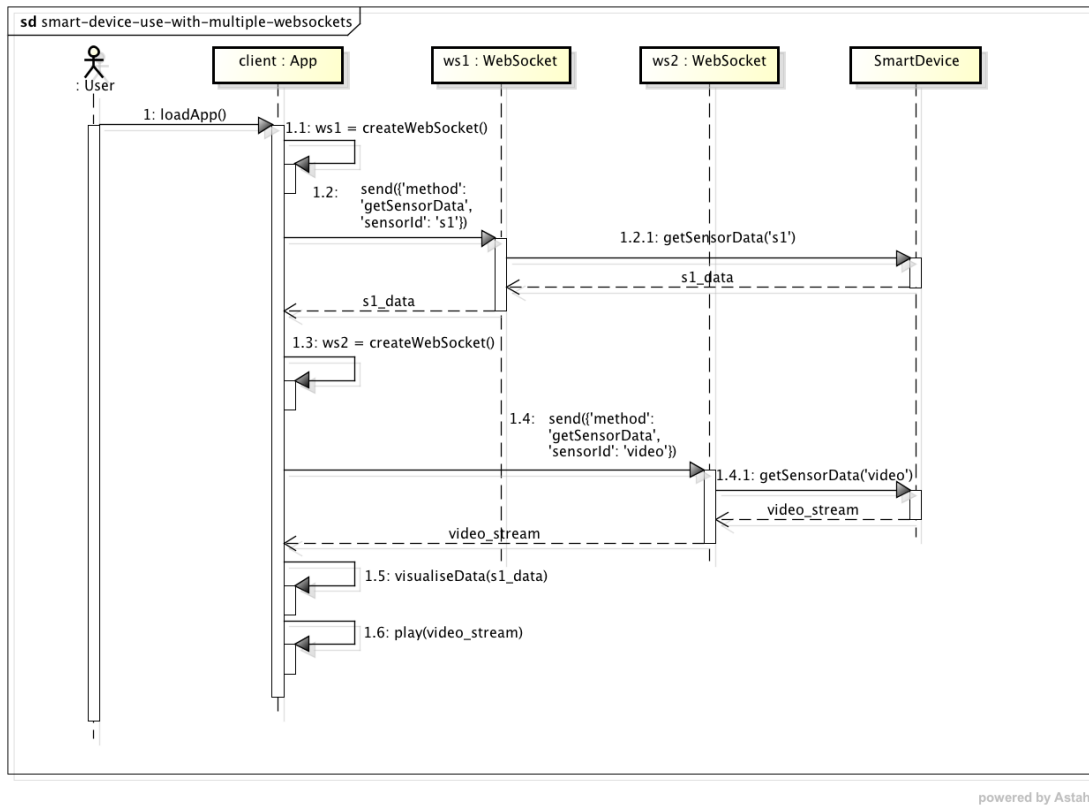 sd smart-device-use-with-multiple-websockets
: User
client : App
ws1 : WebSocket
ws2 : WebSocket
SmartDevice
1: loadApp()
1.1: ws1 = createWebSocket()
1.2:
send({'method':
'getSensorData',
'sensorId': 's1'})
1.2.1: getSensorData('s1')
s1_data
s1_data
1.3: ws2 = createWebSocket()
1.4:
send({'method':
'getSensorData',
'sensorId': 'video'})
1.4.1: getSensorData('video')
video_stream
video_stream
1.5: visualiseData(s1_data)
1.6: play(video_stream)
powered by Astah